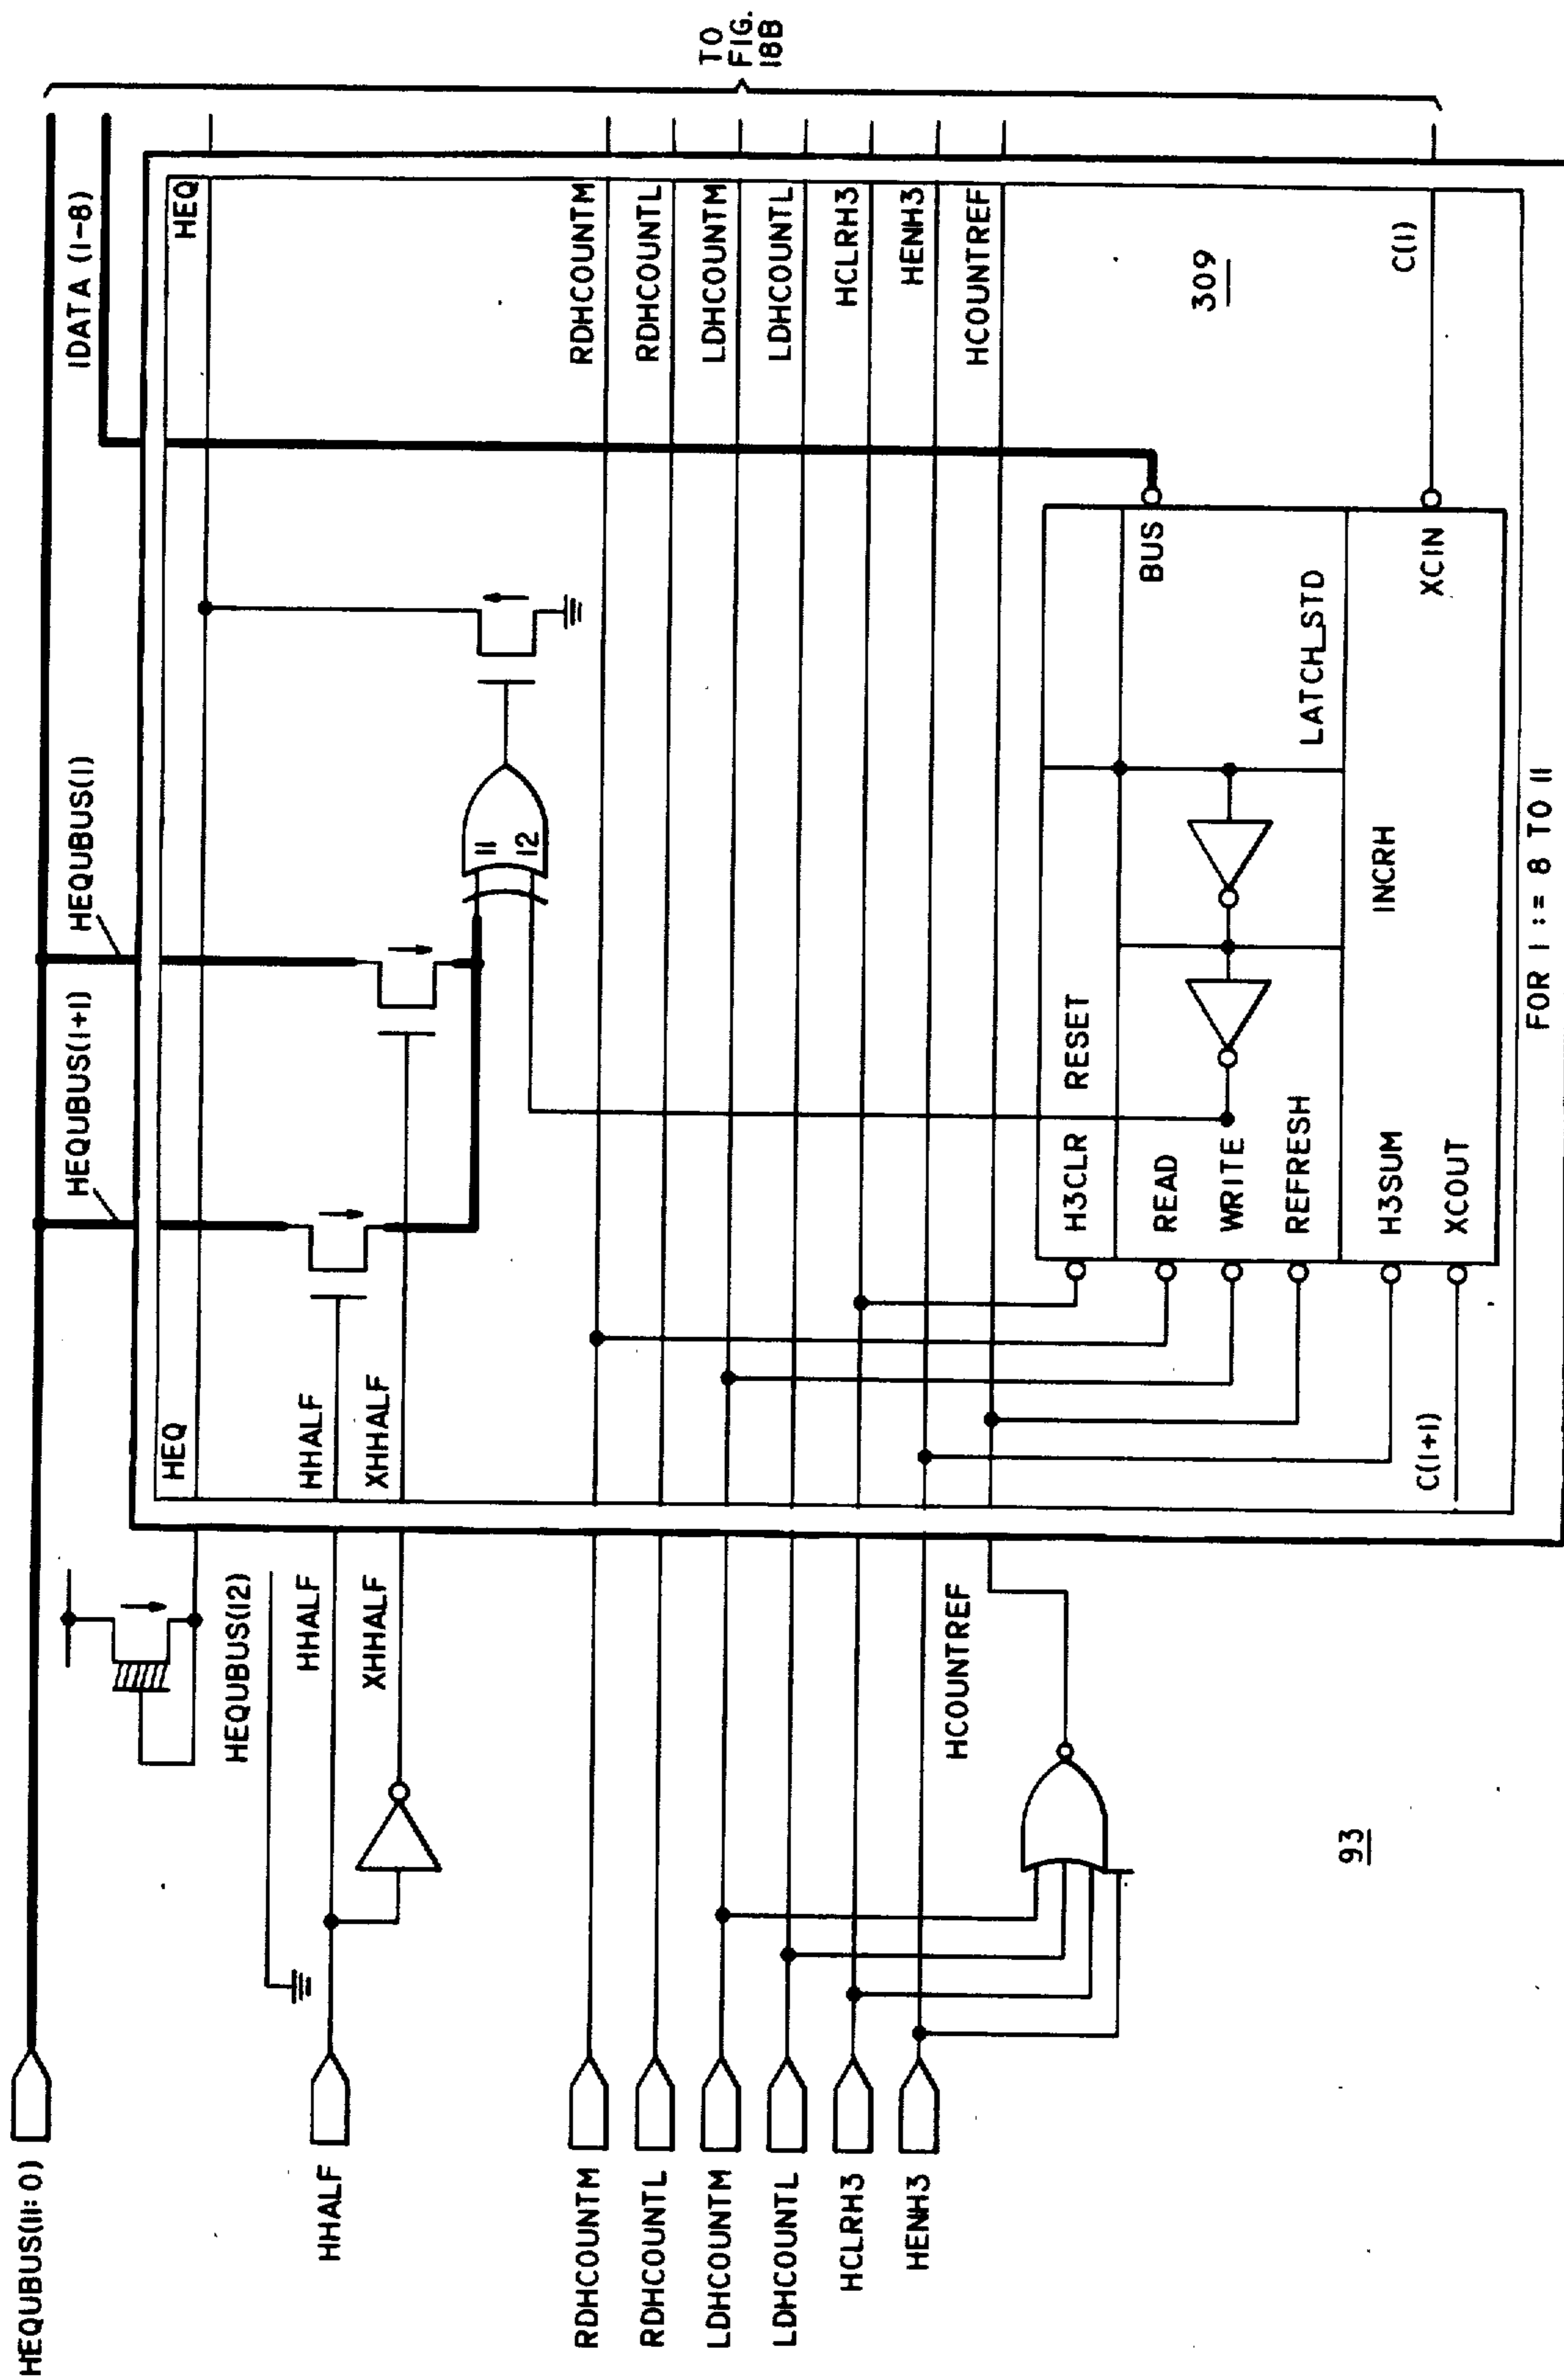 HEQUBUS(11:0)
HHALF
RDHCOUNTM
RDHCOUNTL
LDHCOUNTM
LDHCOUNTL
HCLRH3
HENH3
HEQUBUS(12)
HHALF
XHHALF
HCOUNTREF
93
HEQ
HHALF
XHHALF
C(I+1)
HEQUBUS(I+1)
HEQUBUS(I)
I1
I2
H3CLR RESET
READ
WRITE
REFRESH
H3SUM
XCOUT
INCRH
LATCH_STD
BUS
XCIN
FOR I := 8 TO 11
IDATA (I-8)
HEQ
RDHCOUNTM
RDHCOUNTL
LDHCOUNTM
LDHCOUNTL
HCLRH3
HENH3
HCOUNTREF
309
C(I)
TO
FIG.
18B